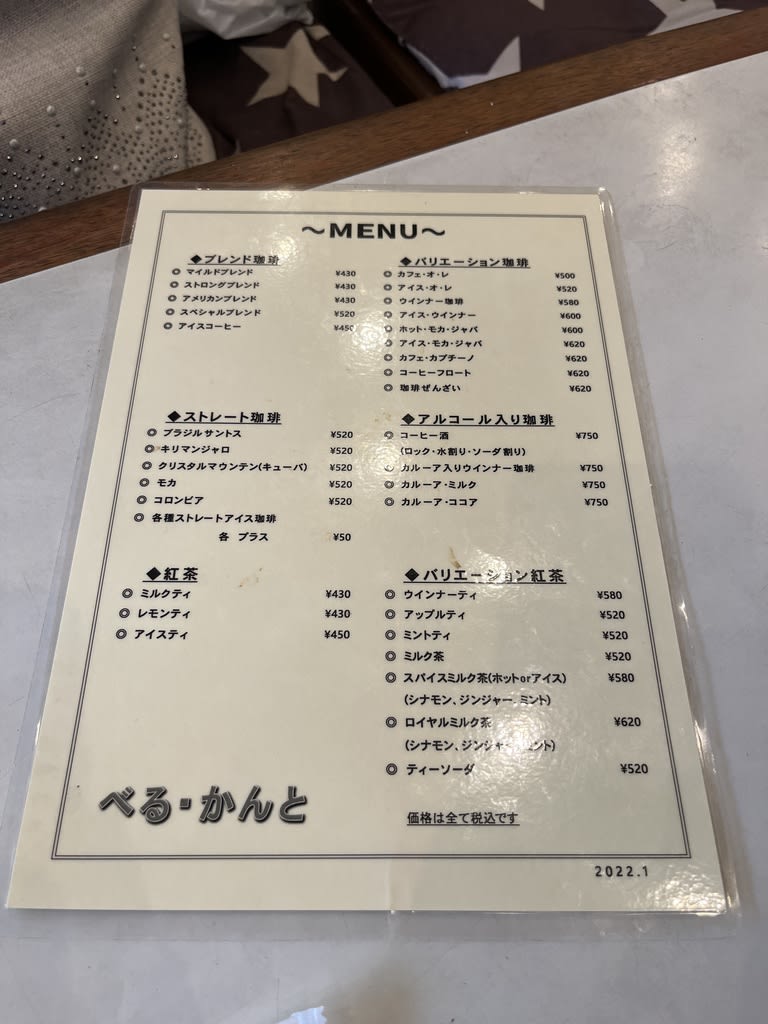 ~MENU~
◆ブレンド珈琲
◎ マイルドブレンド ¥430
◎ ストロングブレンド ¥430
◎ アメリカンブレンド ¥430
◎ スペシャルブレンド ¥520
◎ アイスコーヒー ¥450
◆バリエーション珈琲
◎ カフェ・オ・レ ¥500
◎ アイス・オ・レ ¥520
◎ ウインナー珈琲 ¥580
◎ アイス・ウインナー ¥600
◎ ホット・モカ・ジャバ ¥600
◎ アイス・モカ・ジャバ ¥620
◎ カフェ・カプチーノ ¥620
◎ コーヒーフロート ¥620
◎ 珈琲ぜんざい ¥620
◆ストレート珈琲
◎ ブラジルサントス ¥520
◎ キリマンジャロ ¥520
◎ クリスタルマウンテン(キューバ) ¥520
◎ モカ ¥520
◎ コロンビア ¥520
◎ 各種ストレートアイス珈琲
各 プラス ¥50
◆アルコール入り珈琲
◎ コーヒー酒 ¥750
(ロック・水割り・ソーダ割り)
◎ カルーア入りウインナー珈琲 ¥750
◎ カルーア・ミルク ¥750
◎ カルーア・ココア ¥750
◆紅茶
◎ ミルクティ ¥430
◎ レモンティ ¥430
◎ アイスティ ¥450
◆バリエーション紅茶
◎ ウインナーティ ¥580
◎ アップルティ ¥520
◎ ミントティ ¥520
◎ ミルク茶 ¥520
◎ スパイスミルク茶(ホットorアイス) ¥580
(シナモン、ジンジャー、ミント)
◎ ロイヤルミルク茶 ¥620
(シナモン、ジンジャー、ミント)
◎ ティーソーダ ¥520
べる・かんと
価格は全て税込です
2022.1